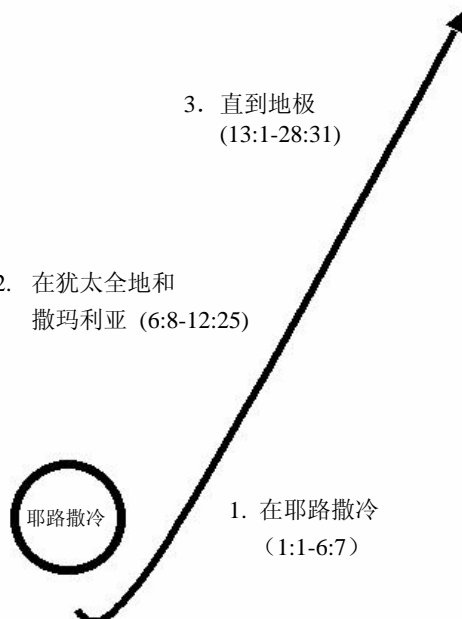 3. 直到地极
(13:1-28:31)
2. 在犹太全地和
撒玛利亚 (6:8-12:25)
耶路撒冷
1. 在耶路撒冷
（1:1-6:7）